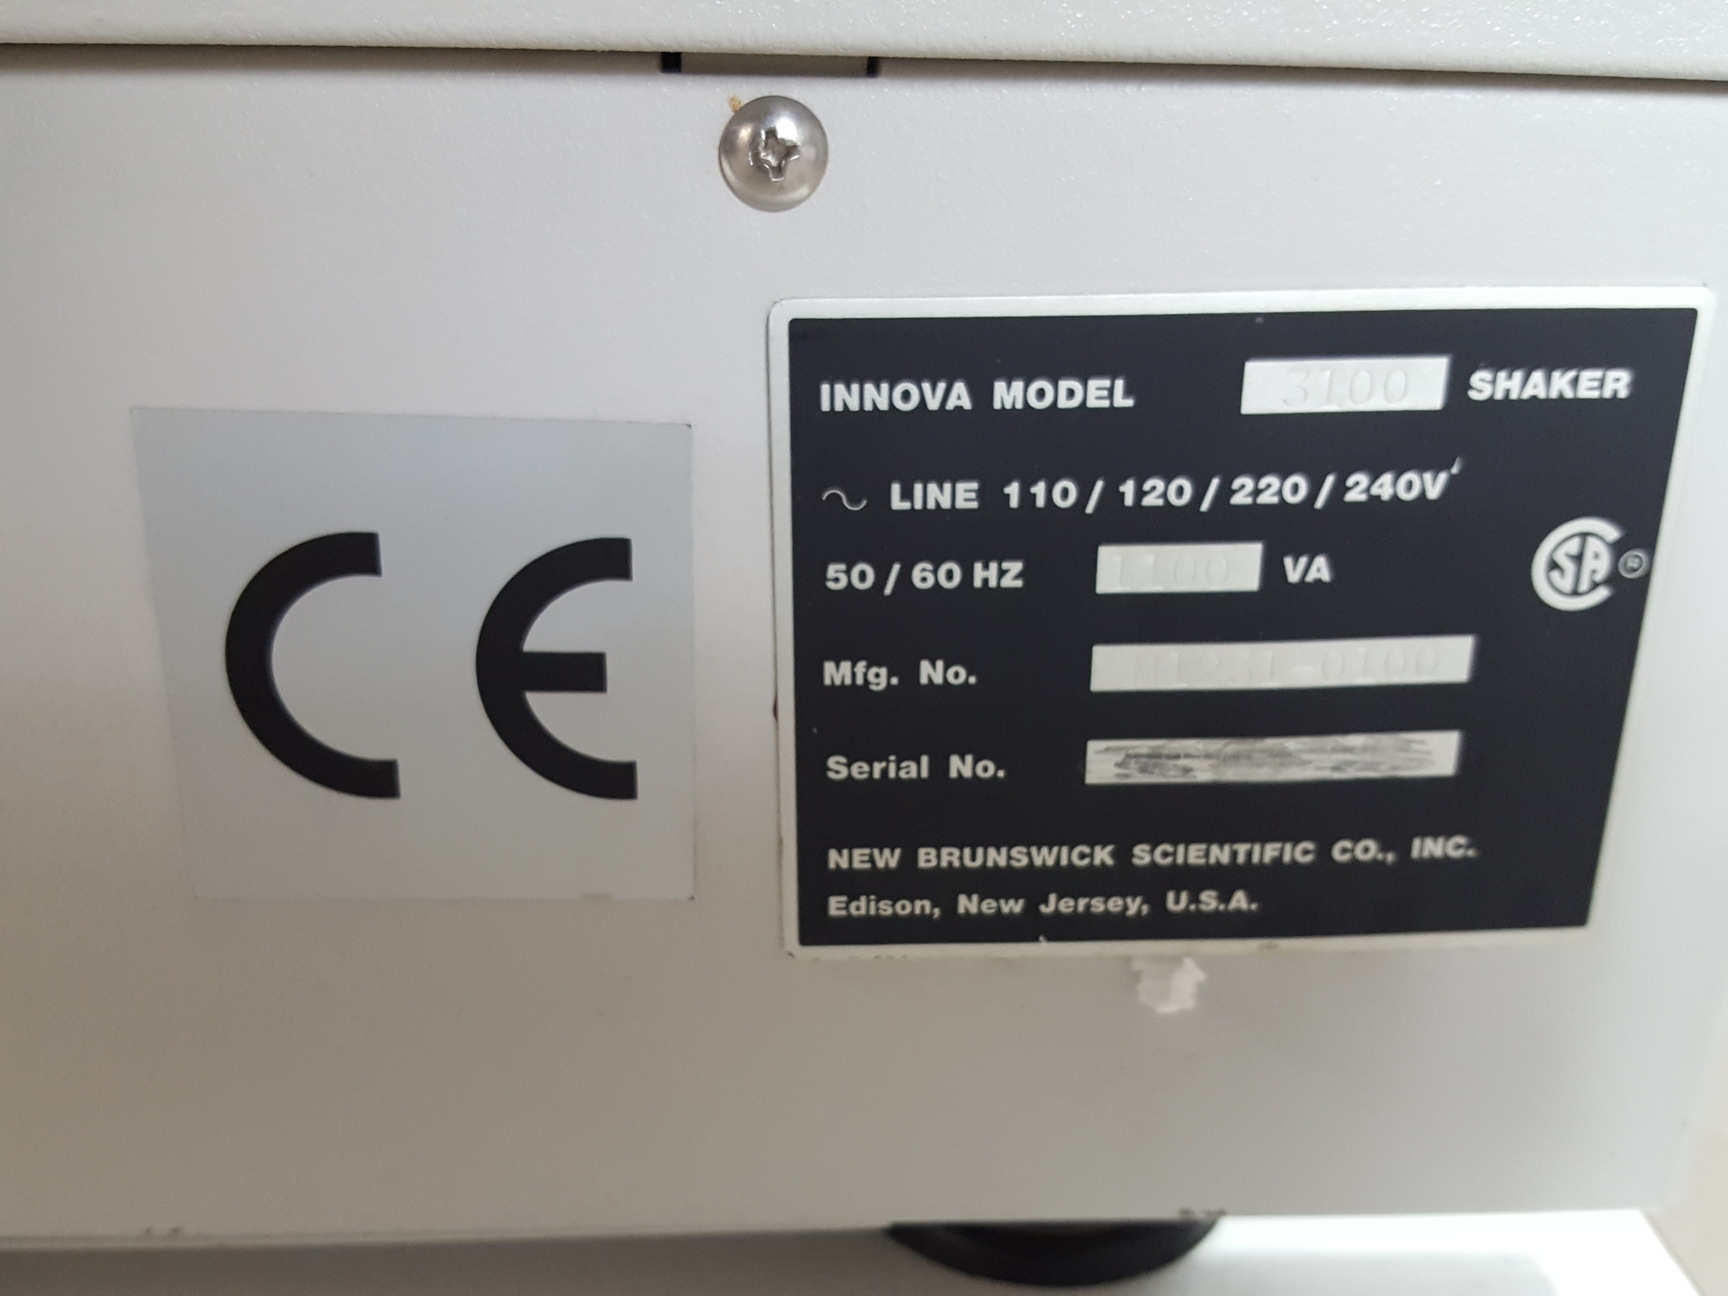 CE
INNOVA MODEL 3100 SHAKER
~ LINE 110 / 120 / 220 / 240V
50 / 60 HZ 1100 VA
CSA ®
Mfg. No. M1231-0100
Serial No.
NEW BRUNSWICK SCIENTIFIC CO., INC.
Edison, New Jersey, U.S.A.